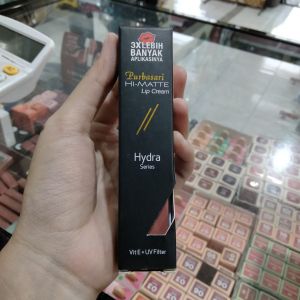 3X LEBIH
BANYAK
APLIKASINYA
Purbasari
HI-MATTE
Lip Cream
Hydra
Series
Vit E + UV Filter